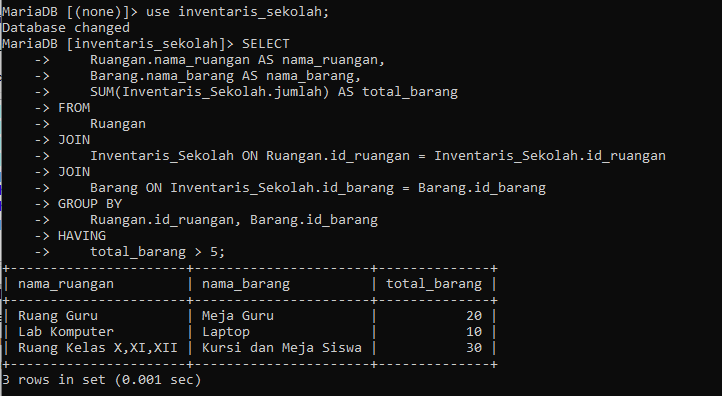 MariaDB [(none)]> use inventaris_sekolah;
Database changed
MariaDB [inventaris_sekolah]> SELECT
    ->     Ruangan.nama_ruangan AS nama_ruangan,
    ->     Barang.nama_barang AS nama_barang,
    ->     SUM(Inventaris_Sekolah.jumlah) AS total_barang
    -> FROM
    ->     Ruangan
    -> JOIN
    ->     Inventaris_Sekolah ON Ruangan.id_ruangan = Inventaris_Sekolah.id_ruangan
    -> JOIN
    ->     Barang ON Inventaris_Sekolah.id_barang = Barang.id_barang
    -> GROUP BY
    ->     Ruangan.id_ruangan, Barang.id_barang
    -> HAVING
    ->     total_barang > 5;
+----------------------+----------------------+--------------+
| nama_ruangan         | nama_barang          | total_barang |
+----------------------+----------------------+--------------+
| Ruang Guru           | Meja Guru            |           20 |
| Lab Komputer         | Laptop               |           10 |
| Ruang Kelas X,XI,XII | Kursi dan Meja Siswa |           30 |
+----------------------+----------------------+--------------+
3 rows in set (0.001 sec)